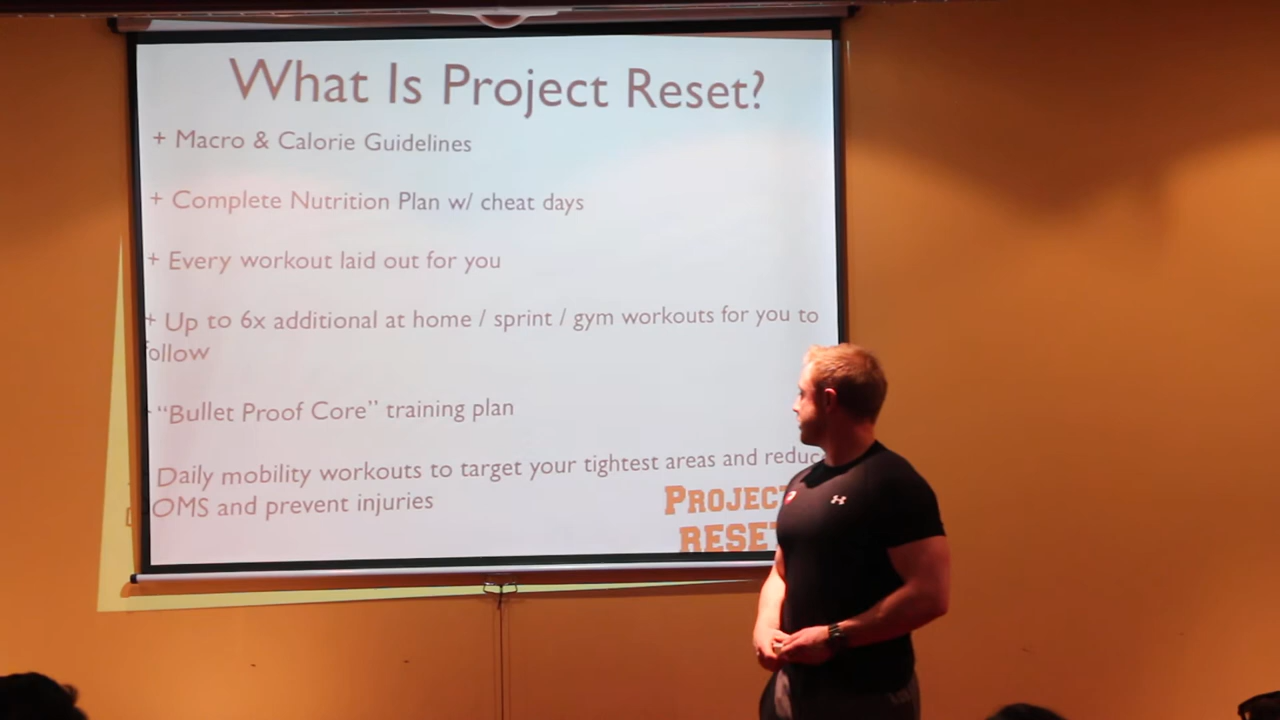 What Is Project Reset?
+ Macro & Calorie Guidelines
+ Complete Nutrition Plan w/ cheat days
+ Every workout laid out for you
+ Up to 6x additional at home / sprint / gym workouts for you to
follow
"Bullet Proof Core" training plan
Daily mobility workouts to target your tightest areas and reduc
OMS and prevent injuries
PROJECT
RESET